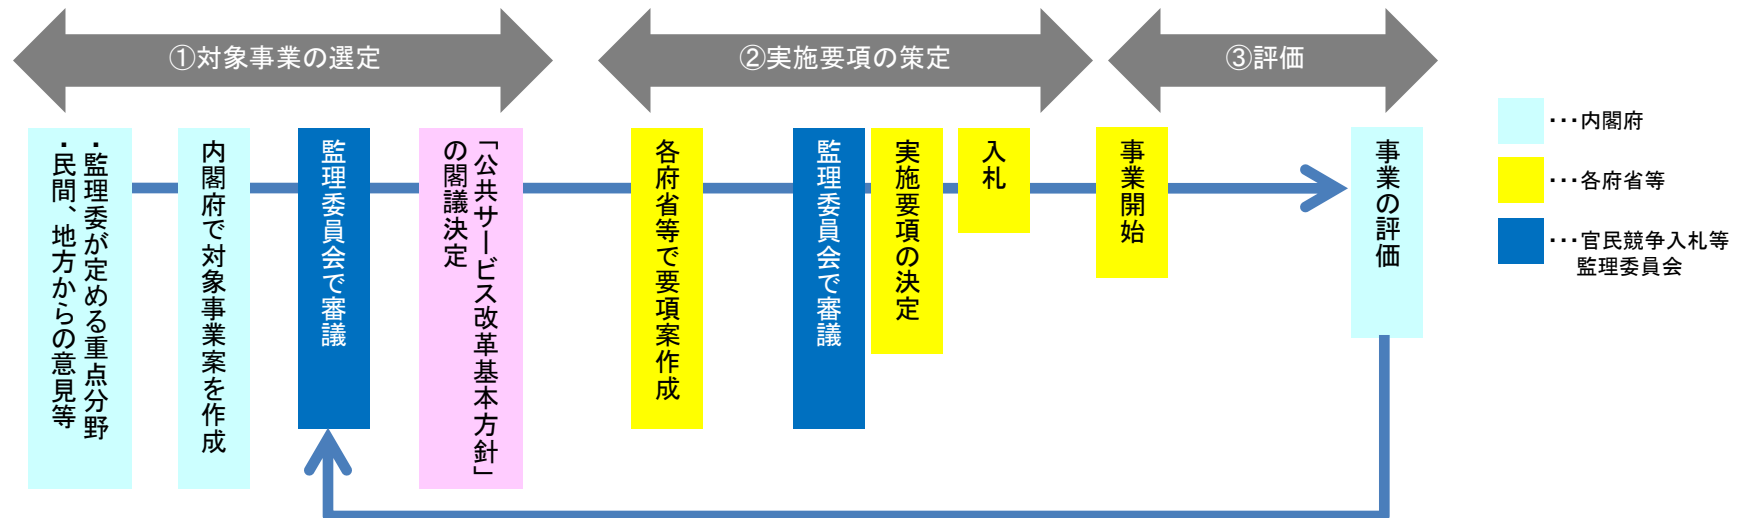 ①対象事業の選定
②実施要項の策定
③評価
・監理委が定める重点分野
・民間、地方からの意見等
内閣府で対象事業案を作成
監理委員会で審議
「公共サービス改革基本方針」
の閣議決定
各府省等で要項案作成
監理委員会で審議
実施要項の決定
入札
事業開始
事業の評価
・・・内閣府
・・・各府省等
・・・官民競争入札等
監理委員会